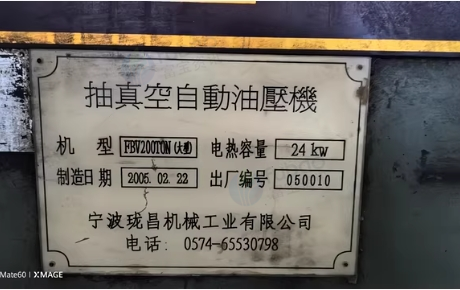 抽真空自動油壓機
机 型 FBV200TON(大型) 电热容量 24 kw
制造日期 2005.02.22 出厂编号 050010
宁波珑昌机械工业有限公司
电话: 0574-65530798
Mate60 | XMAGE